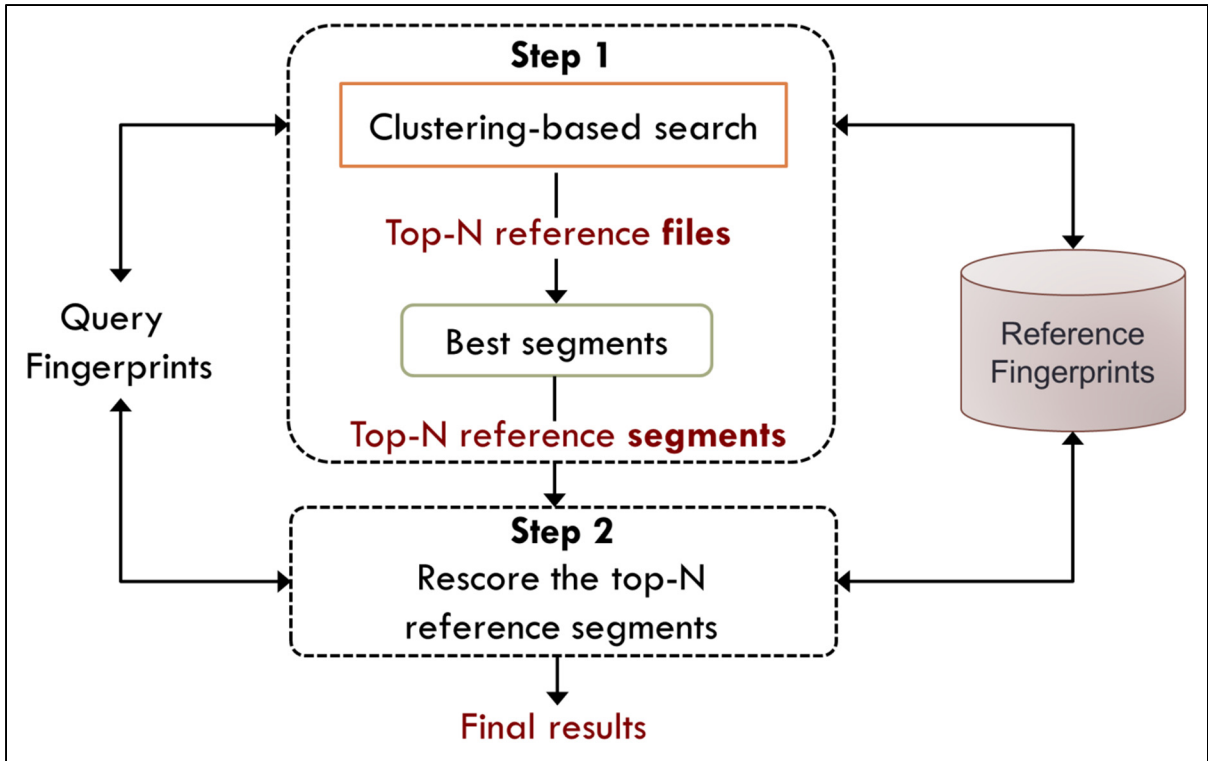 Step 1
Clustering-based search
Top-N reference files
Query
Fingerprints
Best segments
Reference
Fingerprints
Top-N reference segments
Step 2
Rescore the top-N
reference segments
Final results